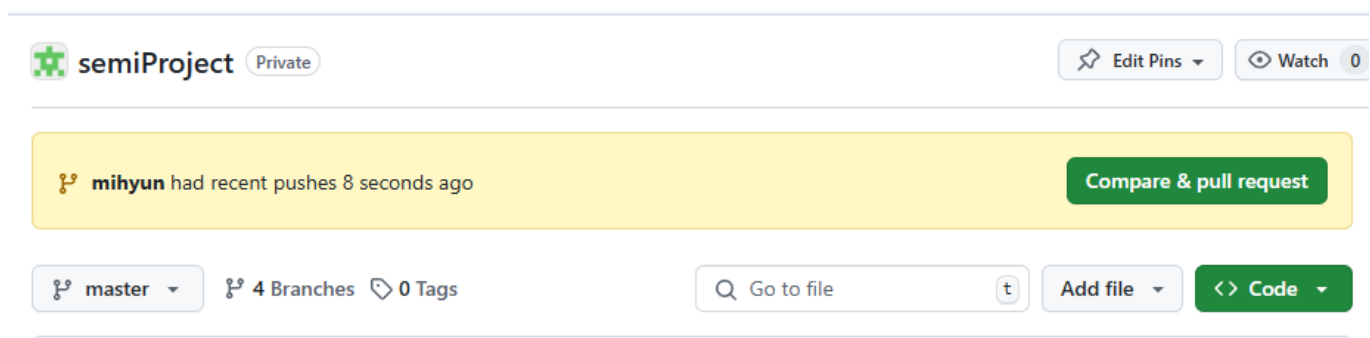 semiProject Private Edit Pins Watch 0
mihyun had recent pushes 8 seconds ago Compare & pull request
master 4 Branches 0 Tags Go to file t Add file <> Code